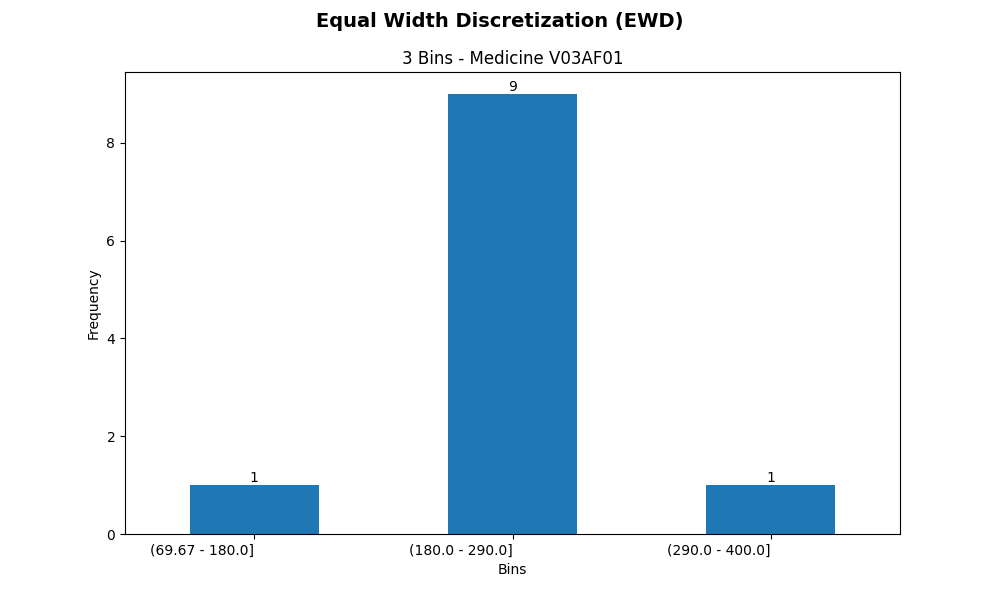 Equal Width Discretization (EWD)
3 Bins - Medicine V03AF01
9
8
6
Frequency
4
2
1
1
0
(69.67 - 180.0]
(180.0 - 290.0]
(290.0 - 400.0]
Bins